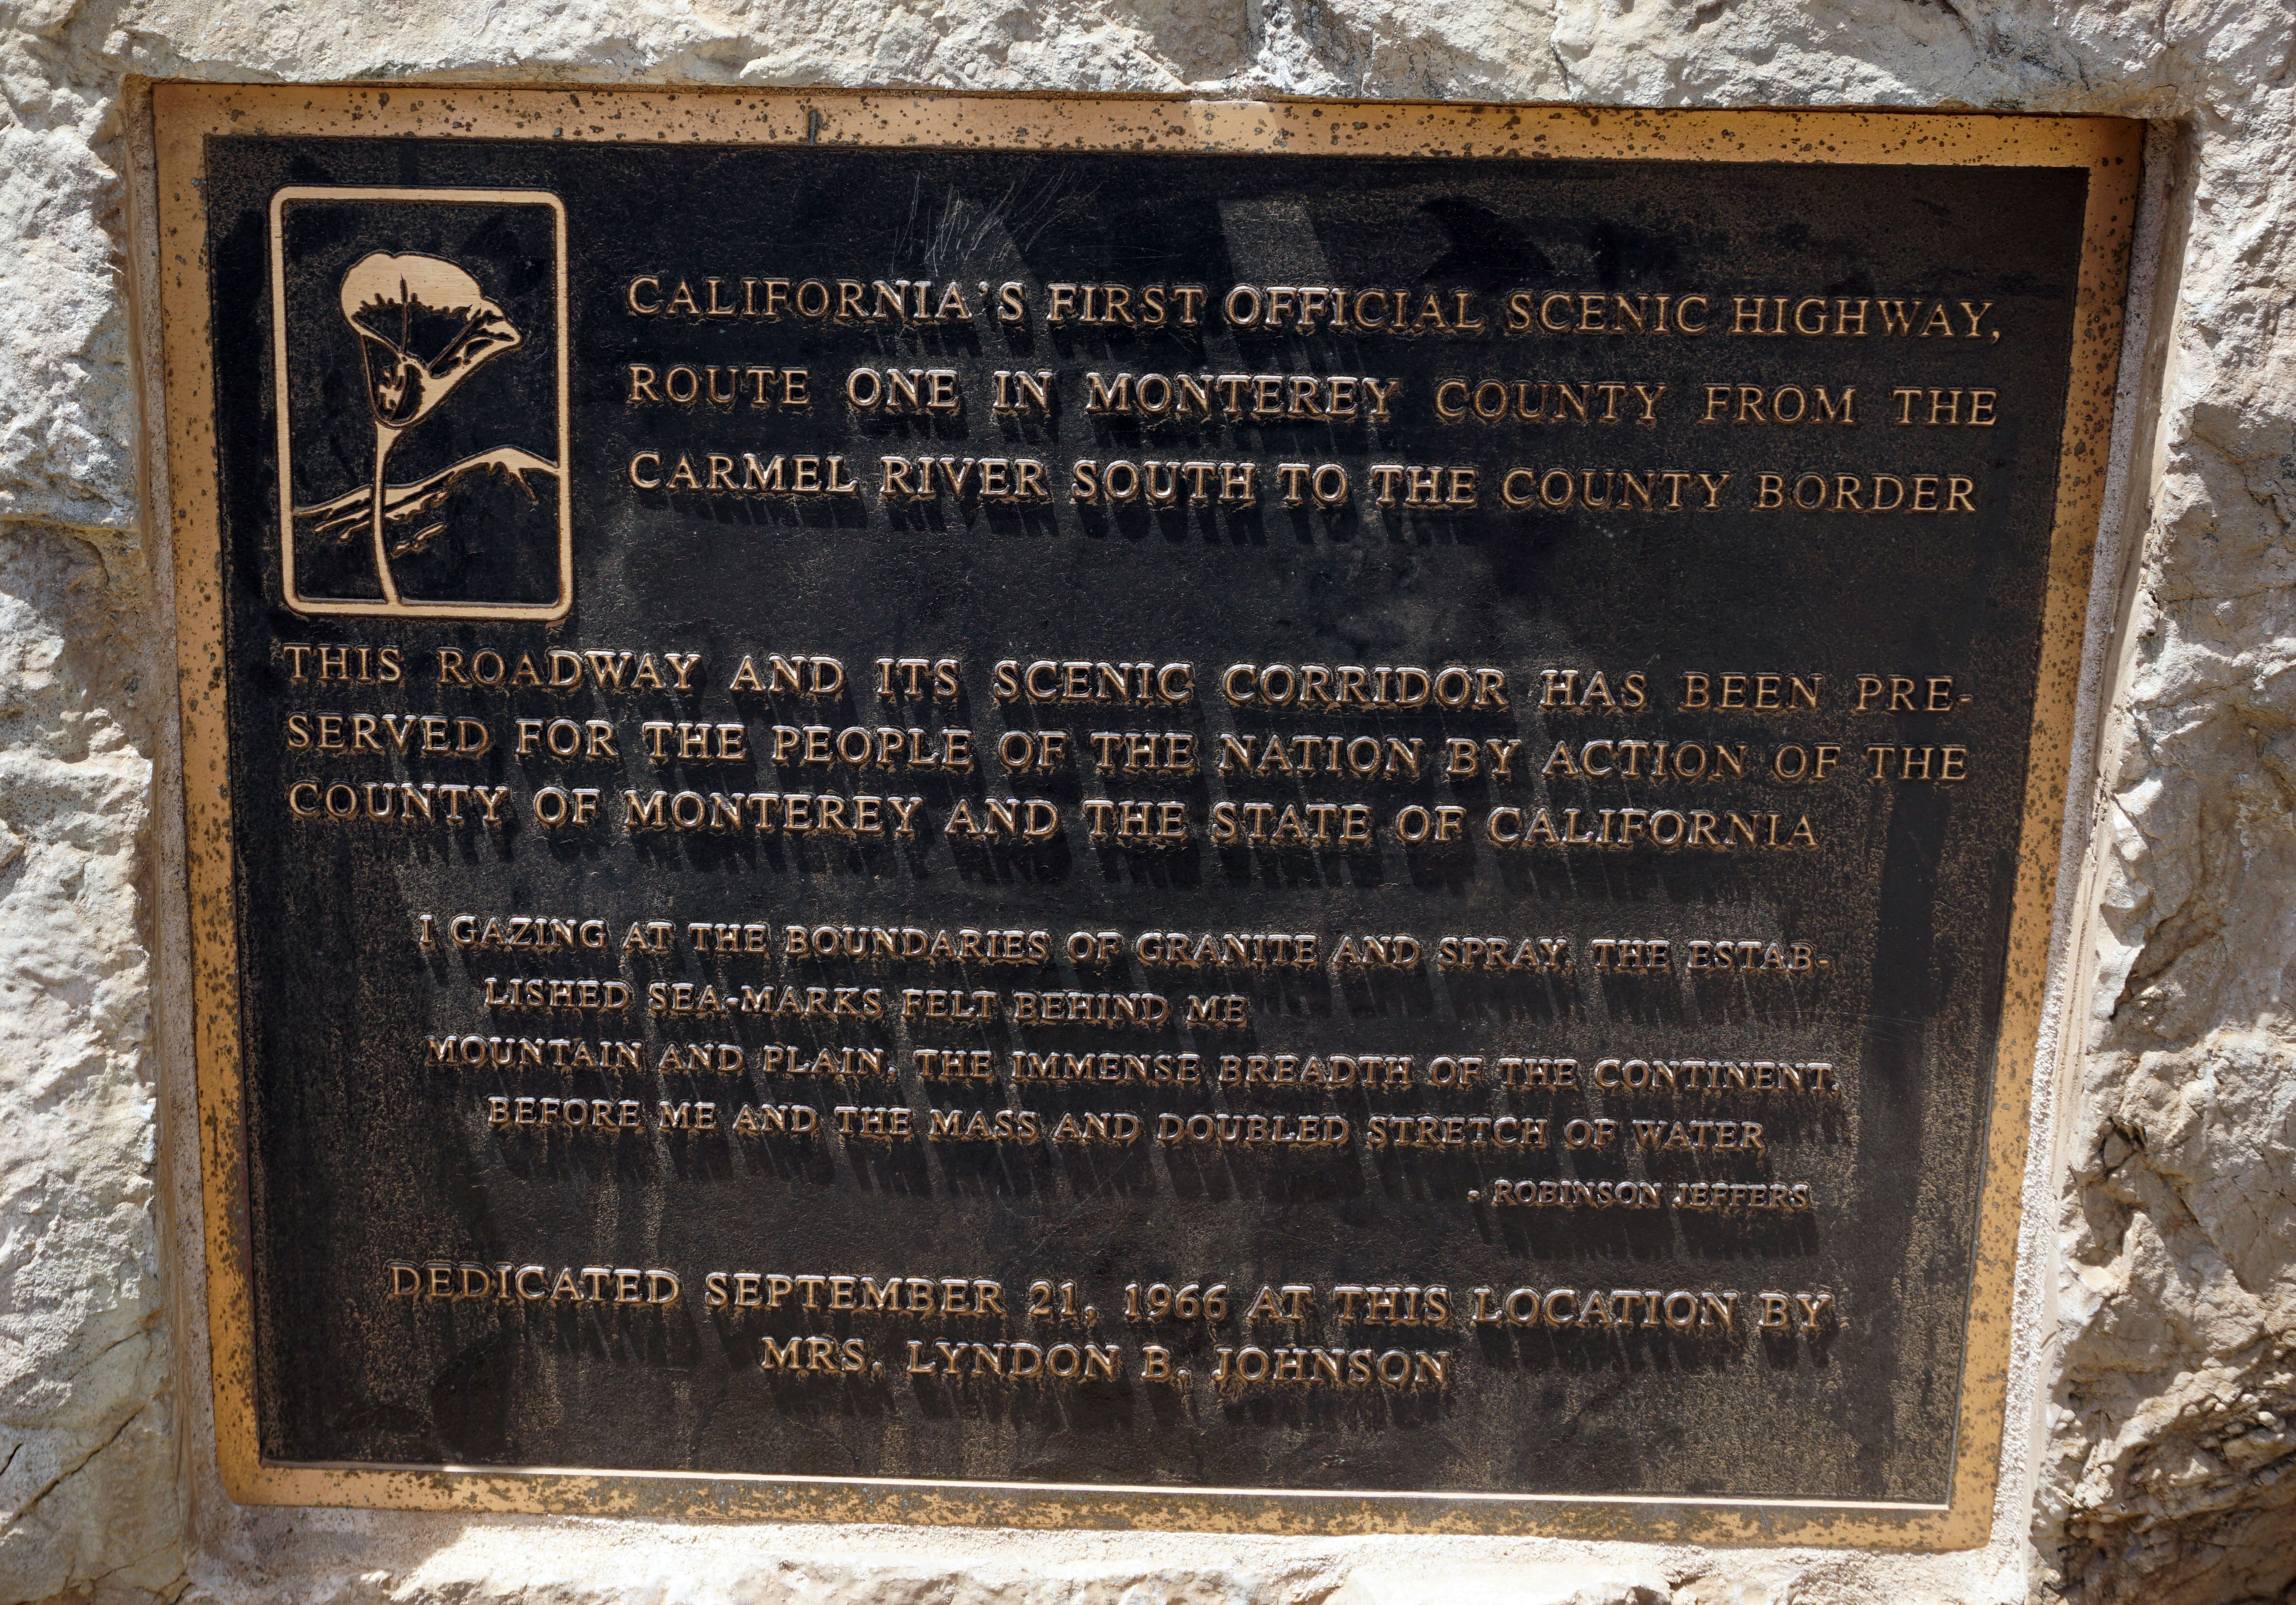 CALIFORNIA'S FIRST OFFICIAL SCENIC HIGHWAY,
ROUTE ONE IN MONTEREY COUNTY FROM THE
CARMEL RIVER SOUTH TO THE COUNTY BORDER
THIS ROADWAY AND ITS SCENIC CORRIDOR HAS BEEN PRE-
SERVED FOR THE PEOPLE OF THE NATION BY ACTION OF THE
COUNTY OF MONTEREY AND THE STATE OF CALIFORNIA
I GAZING AT THE BOUNDARIES OF GRANITE AND SPRAY, THE ESTAB-
LISHED SEA-MARKS FELT BEHIND ME
MOUNTAIN AND PLAIN, THE IMMENSE BREADTH OF THE CONTINENT,
BEFORE ME AND THE MASS AND DOUBLED STRETCH OF WATER
- ROBINSON JEFFERS
DEDICATED SEPTEMBER 21, 1966 AT THIS LOCATION BY
MRS. LYNDON B. JOHNSON